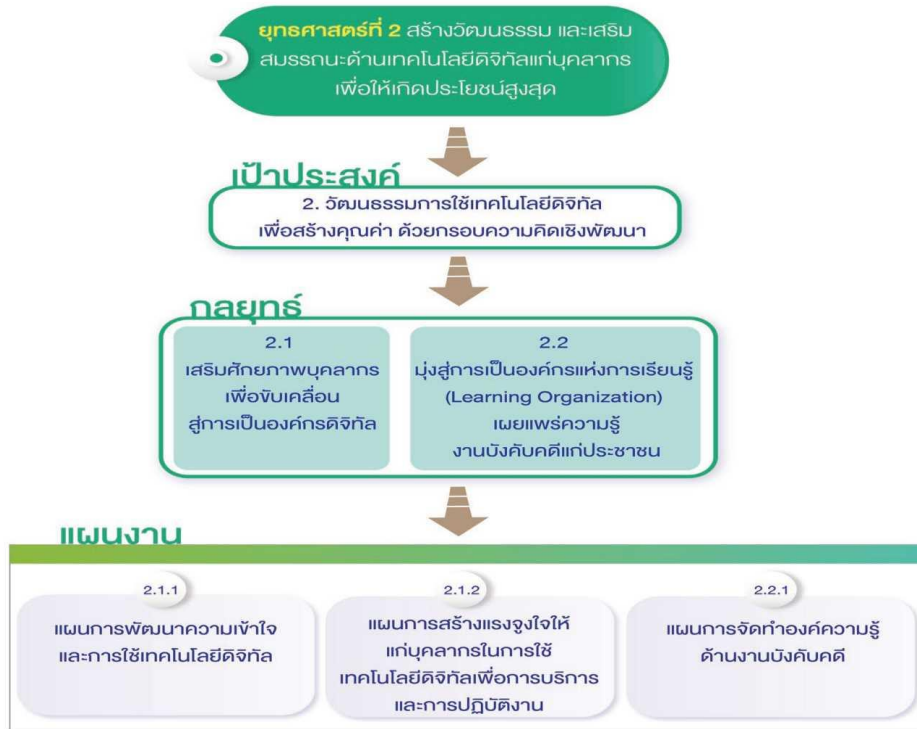 ยุทธศาสตร์ที่ 2 สร้างวัฒนธรรม และเสริม
สมรรถนะด้านเทคโนโลยีดิจิทัลแก่บุคลากร
เพื่อให้เกิดประโยชน์สูงสุด
เป้าประสงค์
2. วัฒนธรรมการใช้เทคโนโลยีดิจิทัล
เพื่อสร้างคุณค่า ด้วยกรอบความคิดเชิงพัฒนา
กลยุทธ์
2.1
เสริมศักยภาพบุคลากร
เพื่อขับเคลื่อน
สู่การเป็นองค์กรดิจิทัล
2.2
มุ่งสู่การเป็นองค์กรแห่งการเรียนรู้
(Learning Organization)
เผยแพร่ความรู้
งานบังคับคดีแก่ประชาชน
แผนงาน
2.1.1
แผนการพัฒนาความเข้าใจ
และการใช้เทคโนโลยีดิจิทัล
2.1.2
แผนการสร้างแรงจูงใจให้
แก่บุคลากรในการใช้
เทคโนโลยีดิจิทัลเพื่อการบริการ
และการปฏิบัติงาน
2.2.1
แผนการจัดทำองค์ความรู้
ด้านงานบังคับคดี